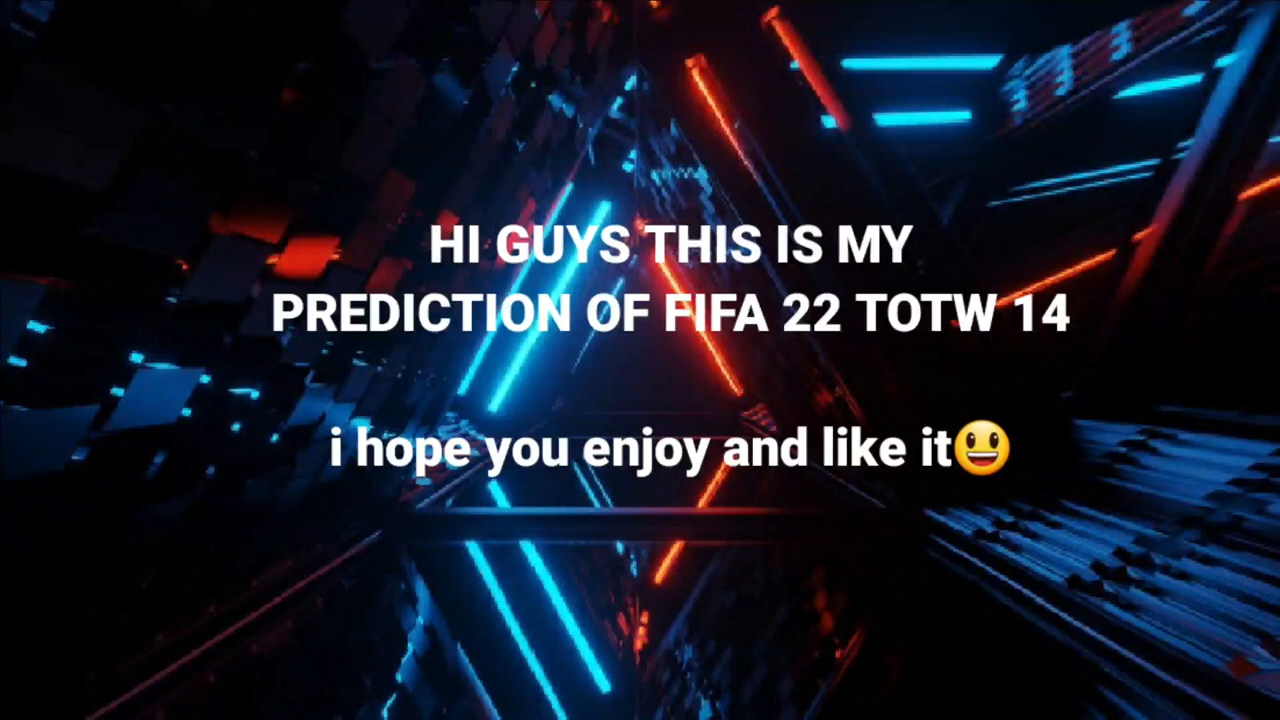 HI GUYS THIS IS MY
PREDICTION OF FIFA 22 TOTW 14
i hope you enjoy and like it😃